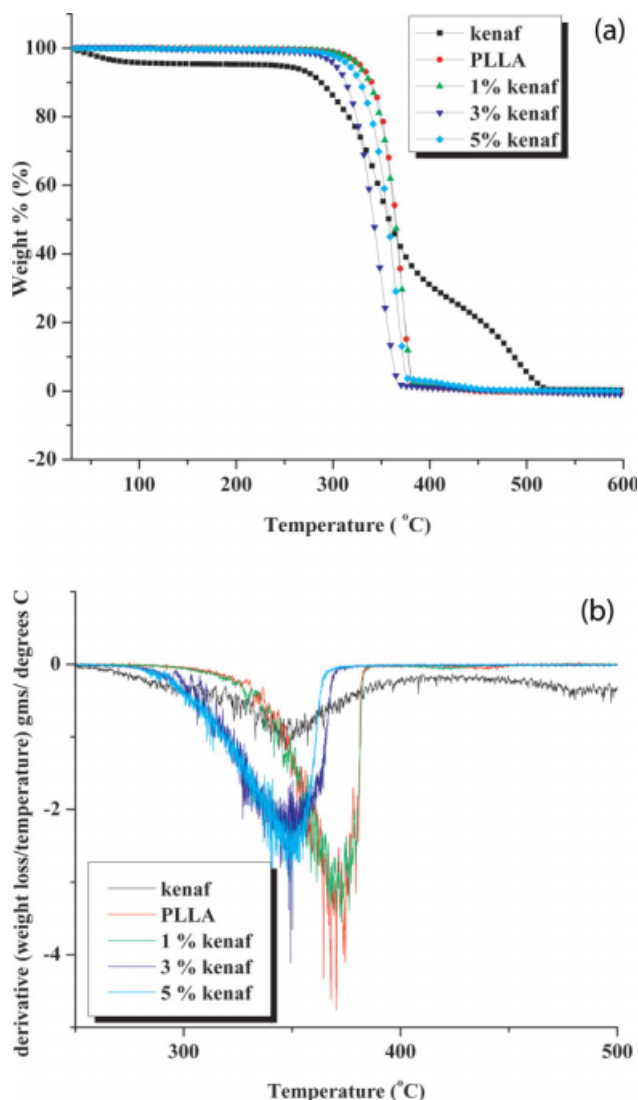 (a)
kenaf
PLLA
1% kenaf
3% kenaf
5% kenaf
100
80
60
40
20
0
-20
Weight % (%)
100 200 300 400 500 600
Temperature ( °C)
(b)
0
-2
-4
derivative (weight loss/temperature) gms/ degrees C
kenaf
PLLA
1 % kenaf
3 % kenaf
5 % kenaf
300 400 500
Temperature (°C)